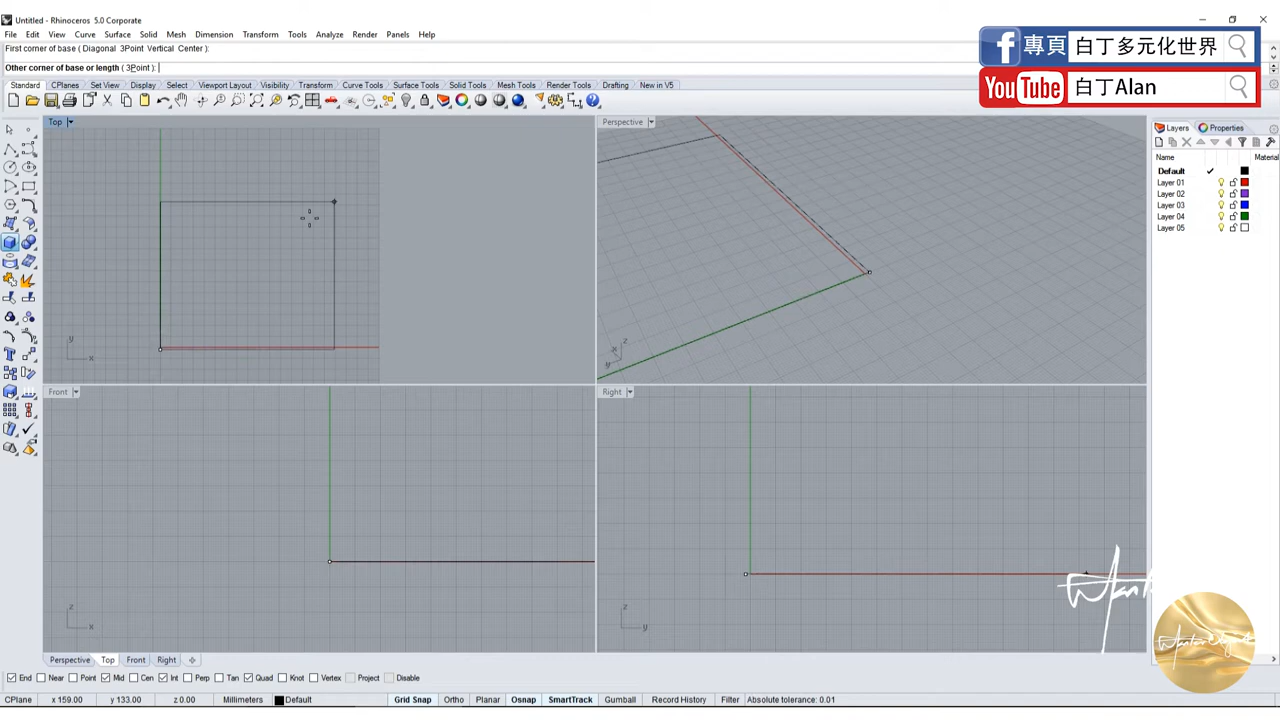 Untitled - Rhinoceros 5.0 Corporate
File Edit View Curve Surface Solid Mesh Dimension Transform Tools Analyze Render Panels Help
First corner of base ( Diagonal 3Point Vertical Center ):
Other corner of base or length ( 3Point ):
專頁 白丁多元化世界
YouTube 白丁Alan
Standard CPlanes Set View Display Select Viewport Layout Visibility Transform Curve Tools Surface Tools Solid Tools Mesh Tools Render Tools Drafting New in V5
Top
Perspective
Layers Properties
Name Material
Default
Layer 01
Layer 02
Layer 03
Layer 04
Layer 05
y
x
z
x
y
Front
Right
z
x
z
y
Perspective Top Front Right
End Near Point Mid Cen Int Perp Tan Quad Knot Vertex Project Disable
CPlane x 159.00 y 133.00 z 0.00 Millimeters Default Grid Snap Ortho Planar Osnap SmartTrack Gumball Record History Filter Absolute tolerance: 0.01